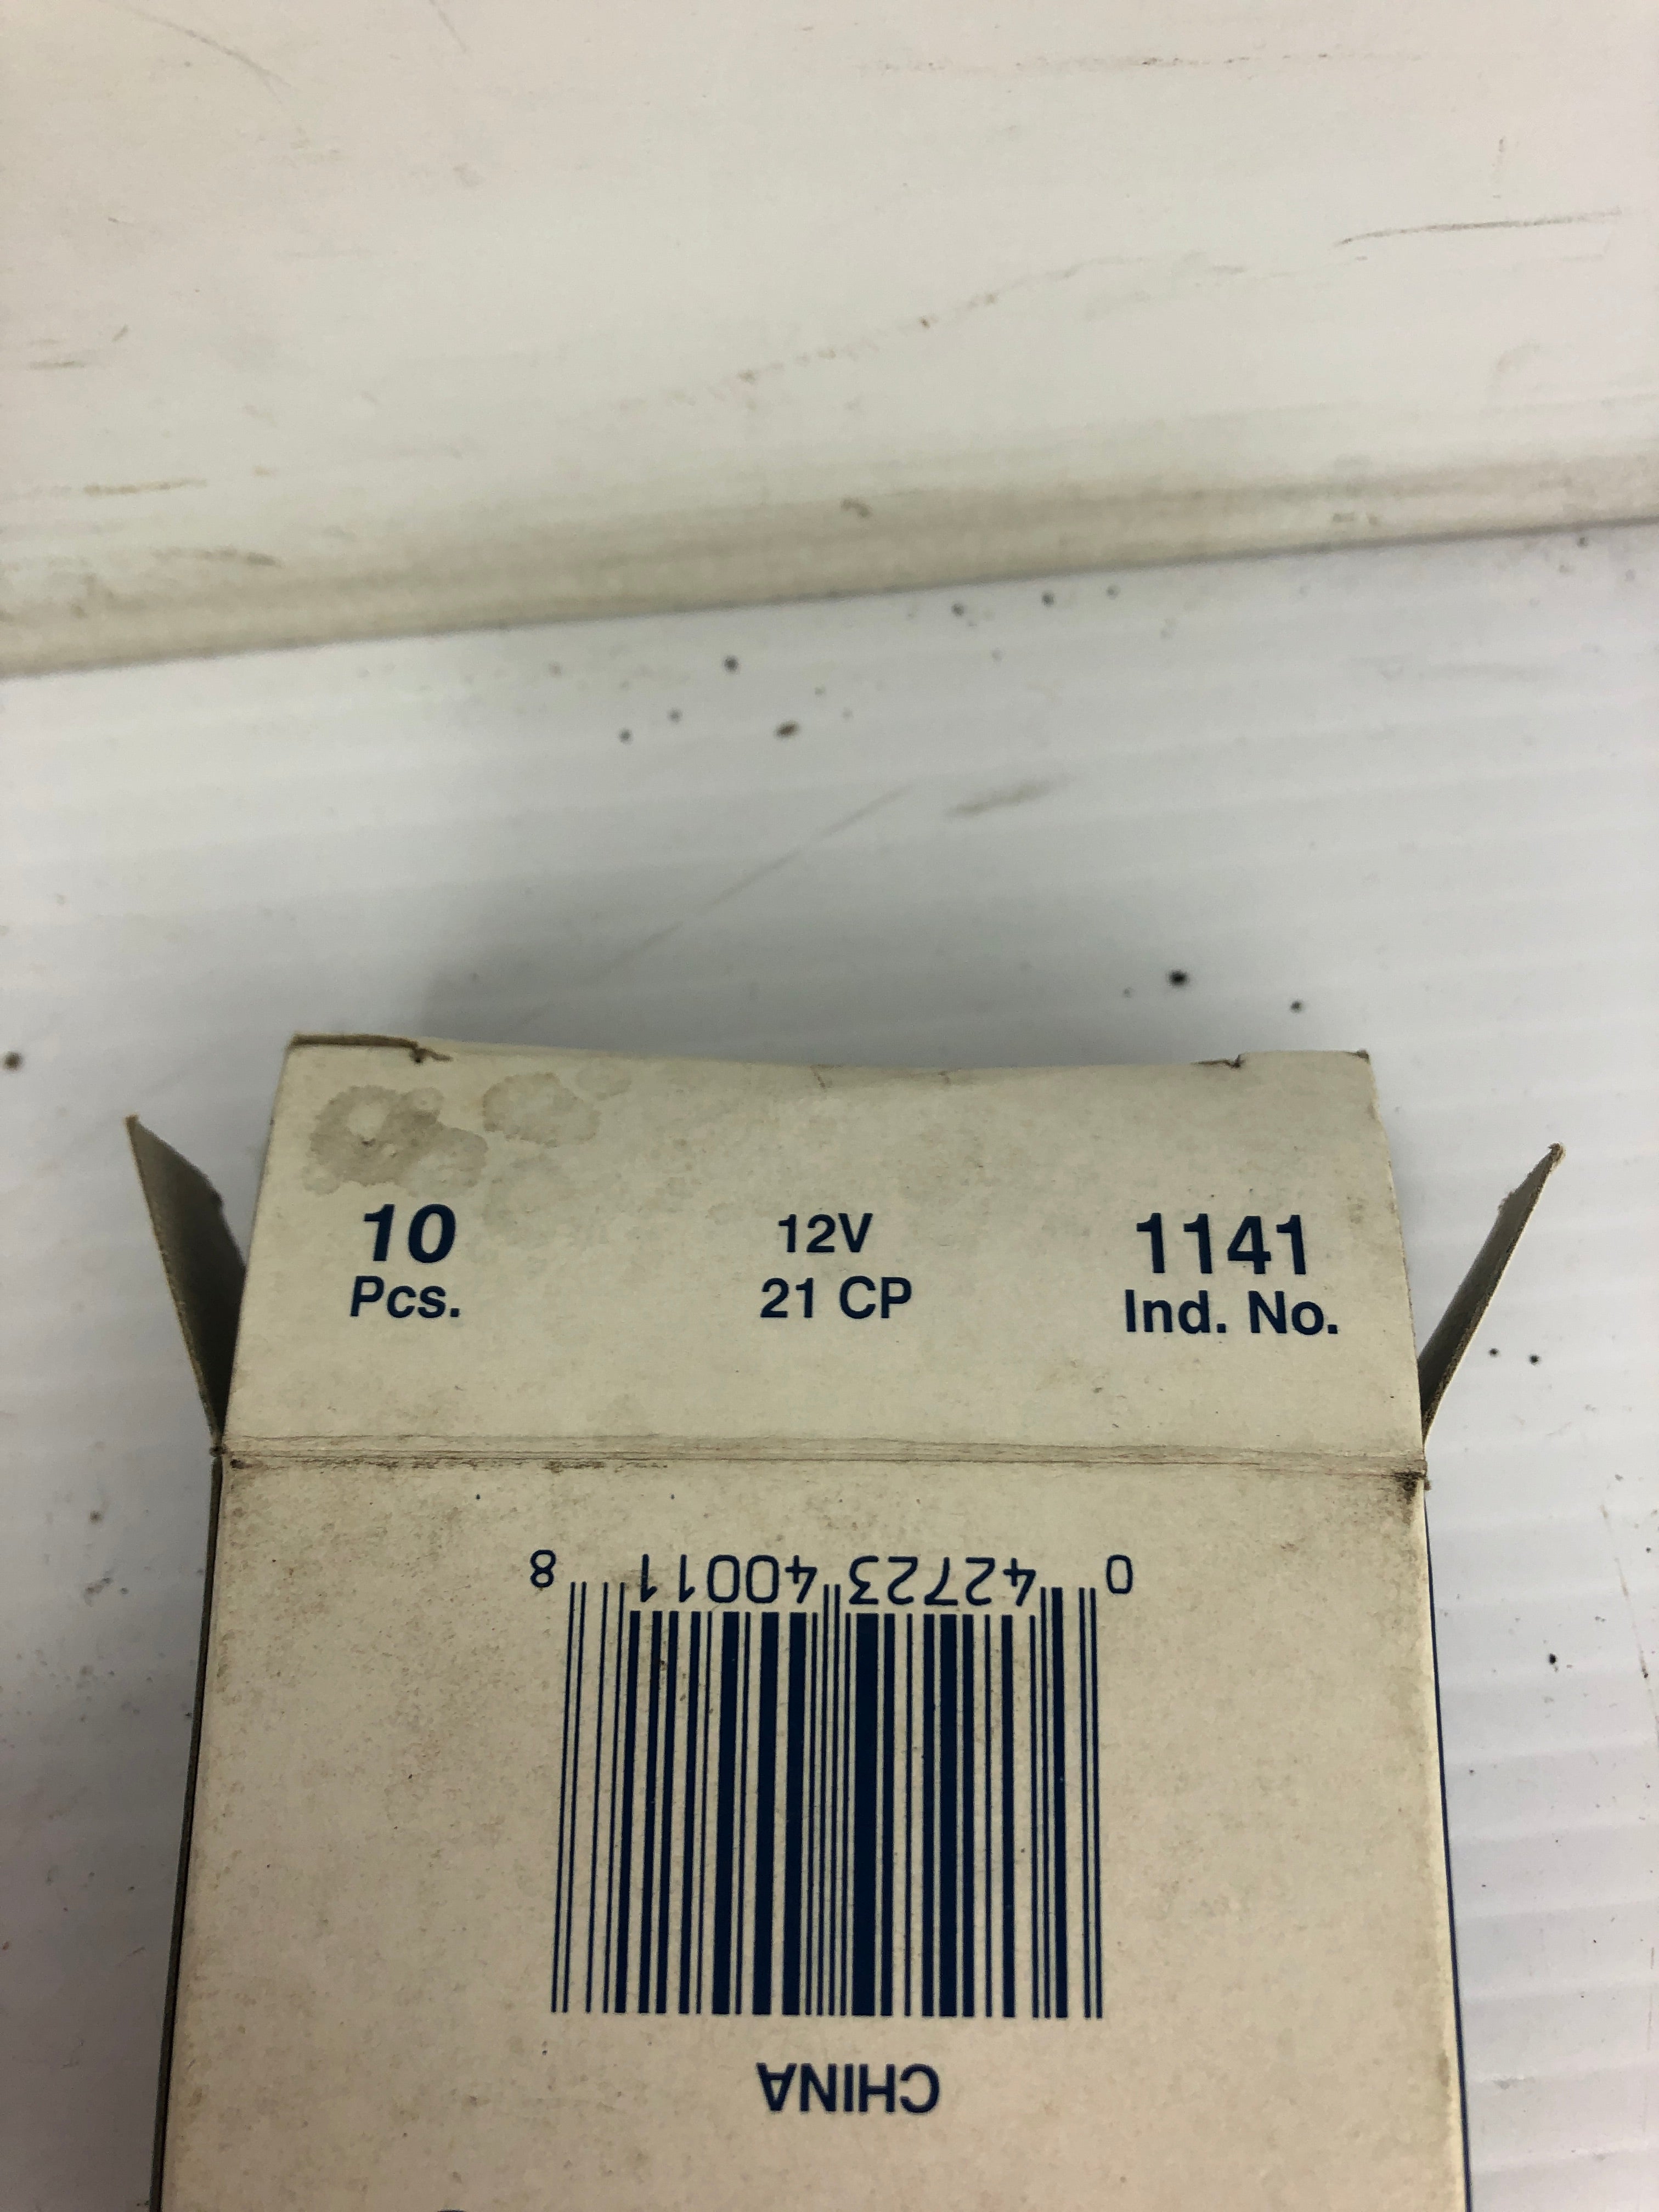 10 12V 1141
Pcs. 21 CP Ind. No.
0 42723 40011 8
CHINA